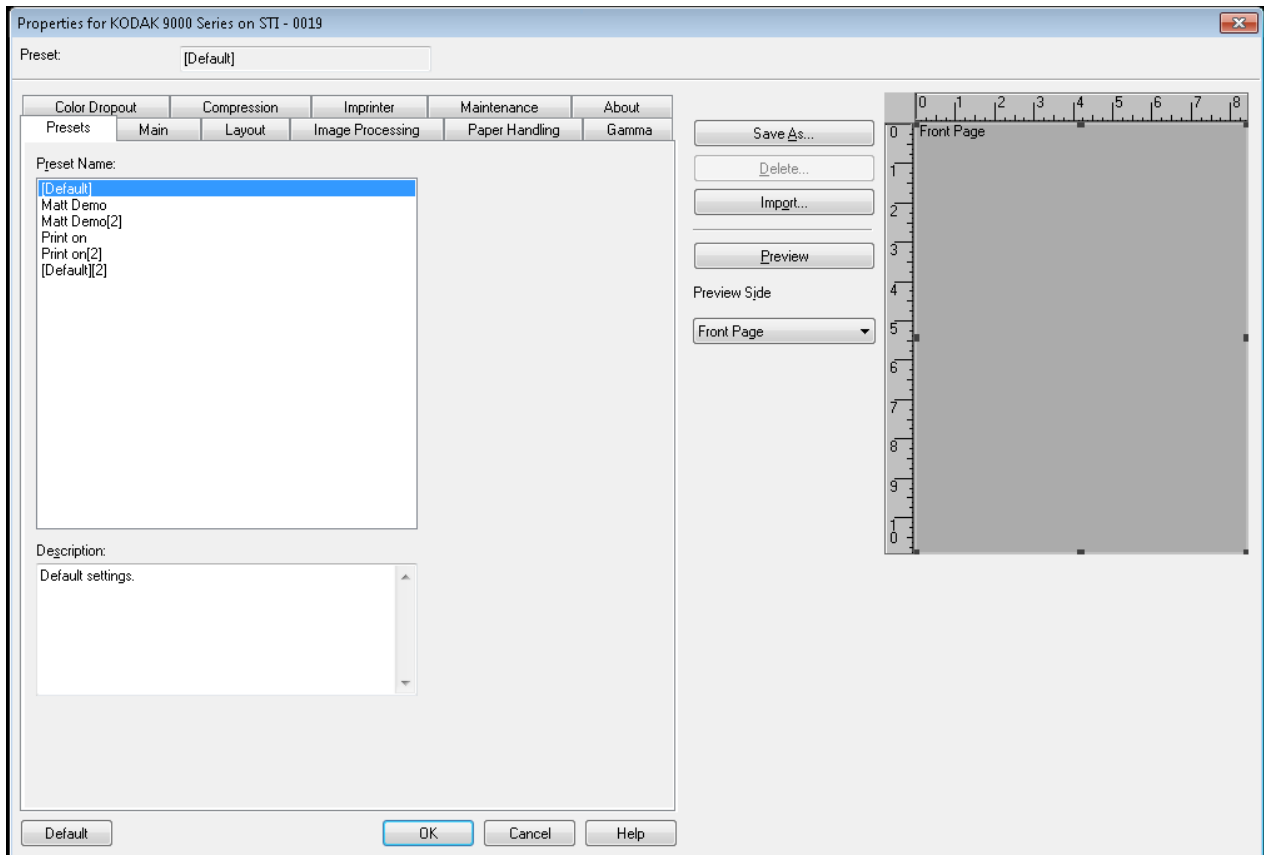 Properties for KODAK 9000 Series on STI - 0019
Preset:
[Default]
Color Dropout
Compression
Imprinter
Maintenance
About
Presets
Main
Layout
Image Processing
Paper Handling
Gamma
Preset Name:
[Default]
Matt Demo
Matt Demo[2]
Print on
Print on[2]
[Default][2]
Description:
Default settings.
Save As...
Delete...
Import...
Preview
Preview Side
Front Page
0 1 2 3 4 5 6 7 8
Front Page
0
1
2
3
4
5
6
7
8
9
10
Default
OK
Cancel
Help